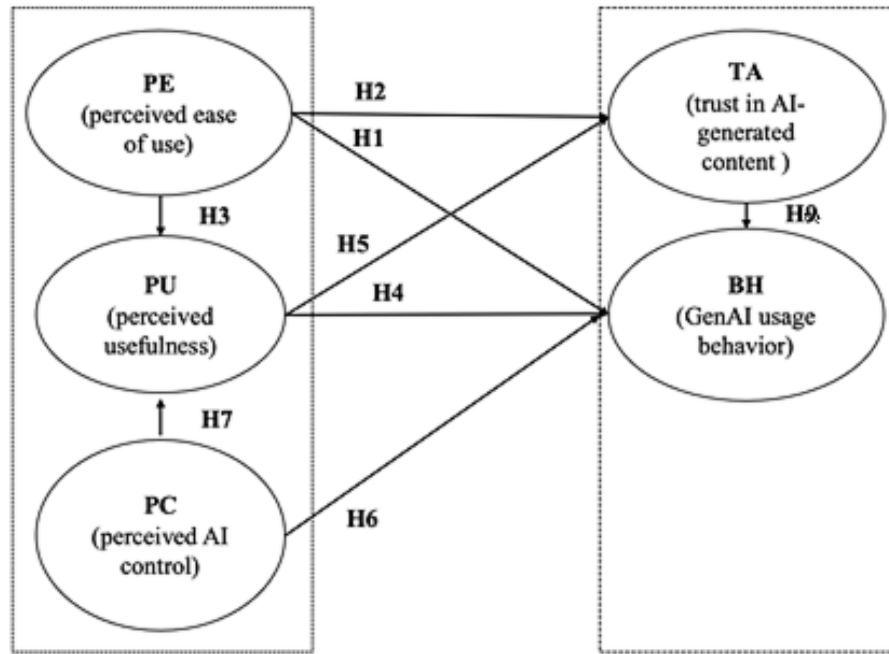 PE
(perceived ease
of use)
H2
H1
TA
(trust in AI-
generated
content )
H3
H9
PU
(perceived
usefulness)
H5
H4
BH
(GenAI usage
behavior)
H7
PC
(perceived AI
control)
H6